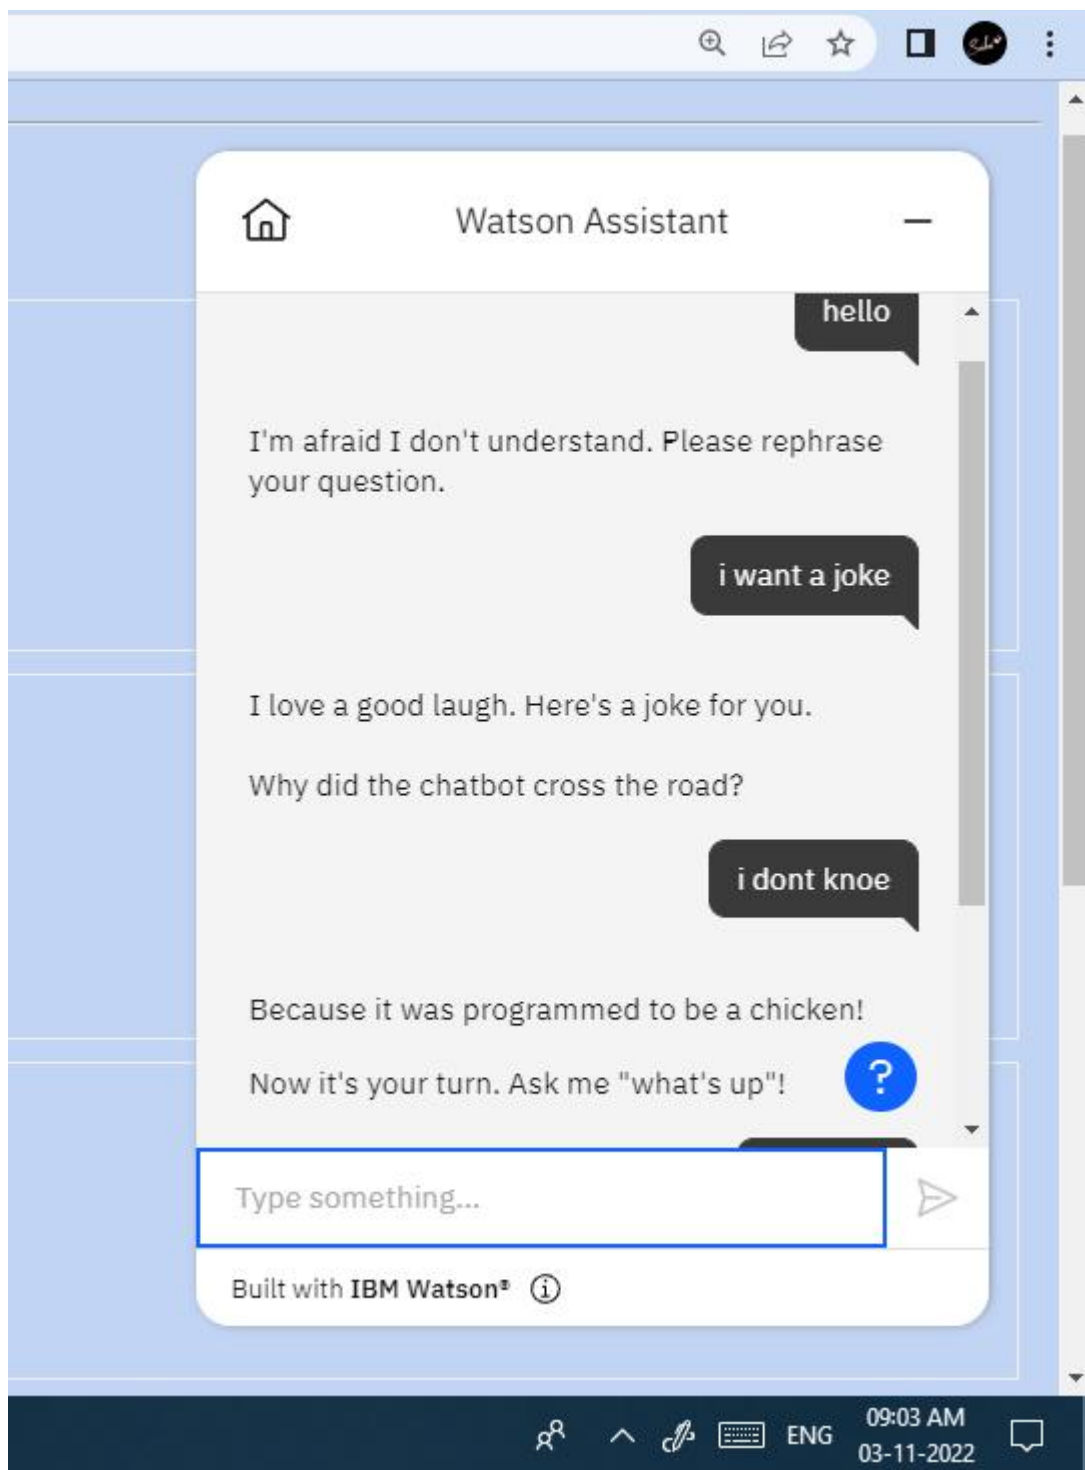 Watson Assistant
hello
I'm afraid I don't understand. Please rephrase
your question.
i want a joke
I love a good laugh. Here's a joke for you.
Why did the chatbot cross the road?
i dont knoe
Because it was programmed to be a chicken!
Now it's your turn. Ask me "what's up"!
?
Type something...
Built with IBM Watson®
ENG
09:03 AM
03-11-2022